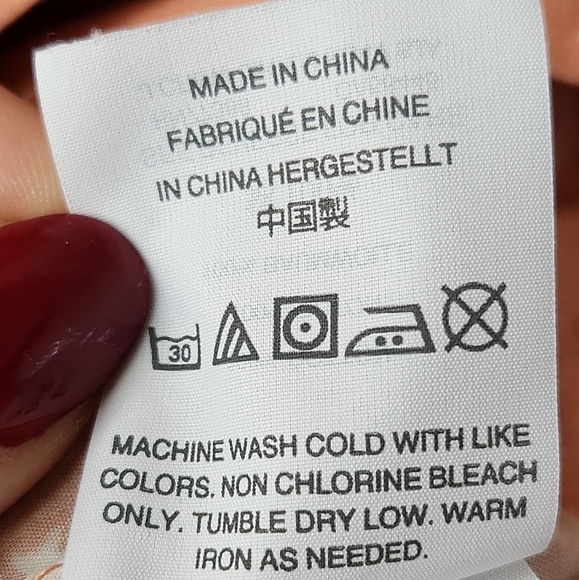 MADE IN CHINA
FABRIQUÉ EN CHINE
IN CHINA HERGESTELLT
中国製
30
MACHINE WASH COLD WITH LIKE
COLORS. NON CHLORINE BLEACH
ONLY. TUMBLE DRY LOW. WARM
IRON AS NEEDED.